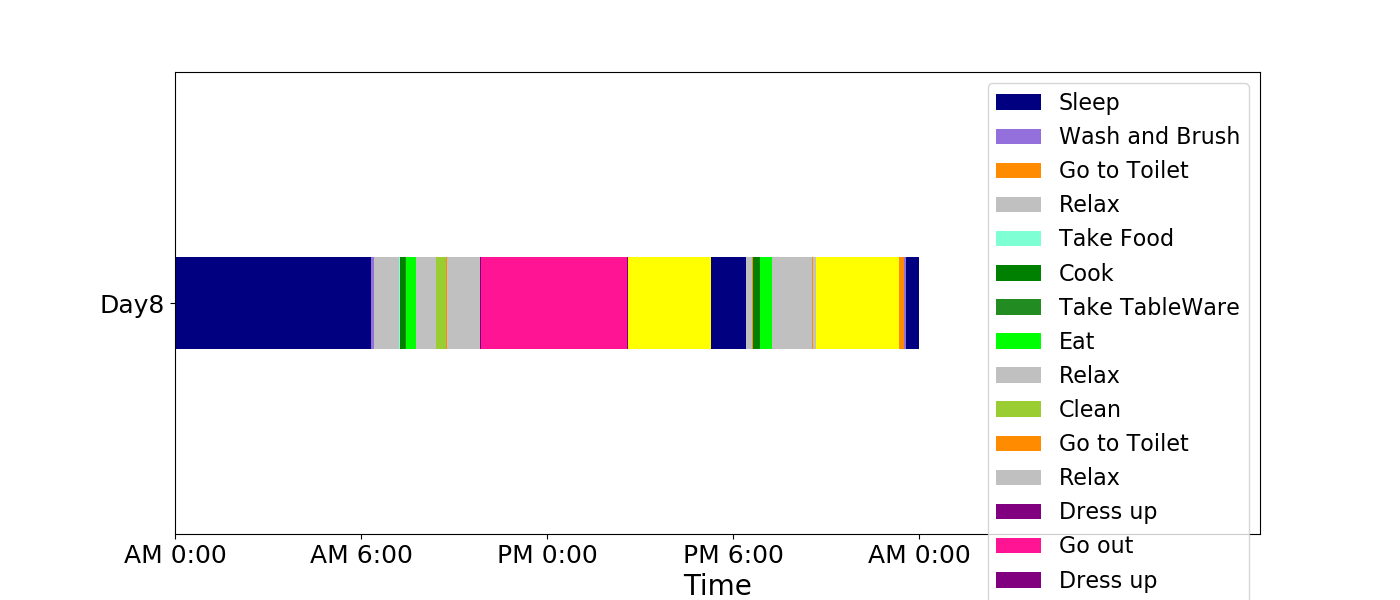 Sleep
Wash and Brush
Go to Toilet
Relax
Take Food
Cook
Take TableWare
Eat
Relax
Clean
Go to Toilet
Relax
Dress up
Go out
Dress up
Day8
AM 0:00 AM 6:00 PM 0:00 PM 6:00 AM 0:00
Time